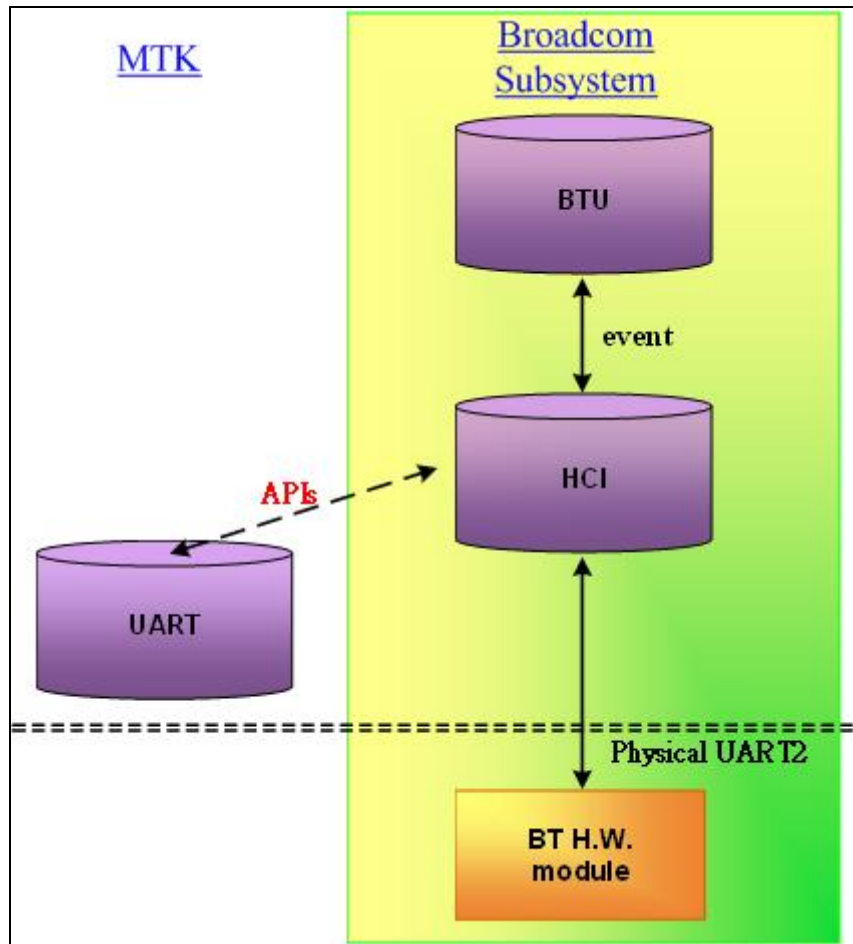 MTK
Broadcom
Subsystem
BTU
event
HCI
APIs
UART
Physical UART2
BT H.W.
module